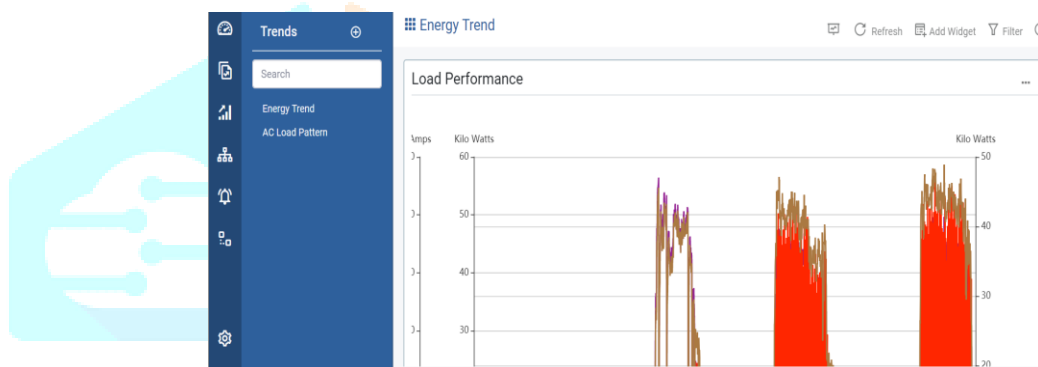 Trends
Search
Energy Trend
AC Load Pattern
Energy Trend
Refresh
Add Widget
Filter
Load Performance
...
Kilo Watts
Kilo Watts
60
50
50
40
40
30
30
20